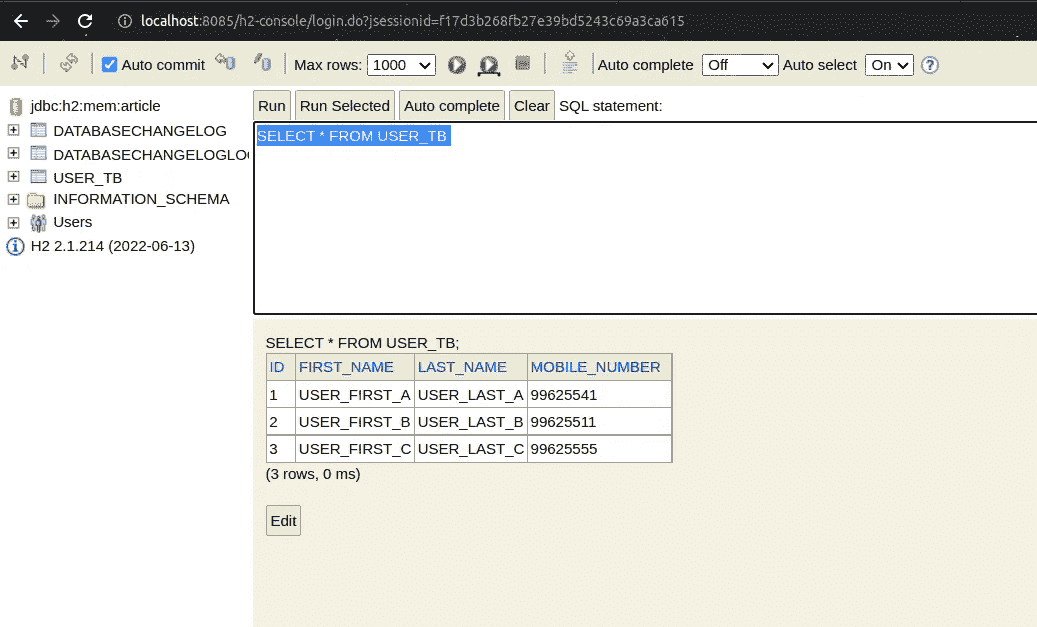 localhost:8085/h2-console/login.do?jsessionid=f17d3b268fb27e39bd5243c69a3ca615
Auto commit Max rows: 1000 Auto complete Off Auto select On ?
jdbc:h2:mem:article
DATABASECHANGELOG
DATABASECHANGELOGLO
USER_TB
INFORMATION_SCHEMA
Users
H2 2.1.214 (2022-06-13)
Run Run Selected Auto complete Clear SQL statement:
SELECT * FROM USER_TB
SELECT * FROM USER_TB;
ID FIRST_NAME LAST_NAME MOBILE_NUMBER
1 USER_FIRST_A USER_LAST_A 99625541
2 USER_FIRST_B USER_LAST_B 99625511
3 USER_FIRST_C USER_LAST_C 99625555
(3 rows, 0 ms)
Edit